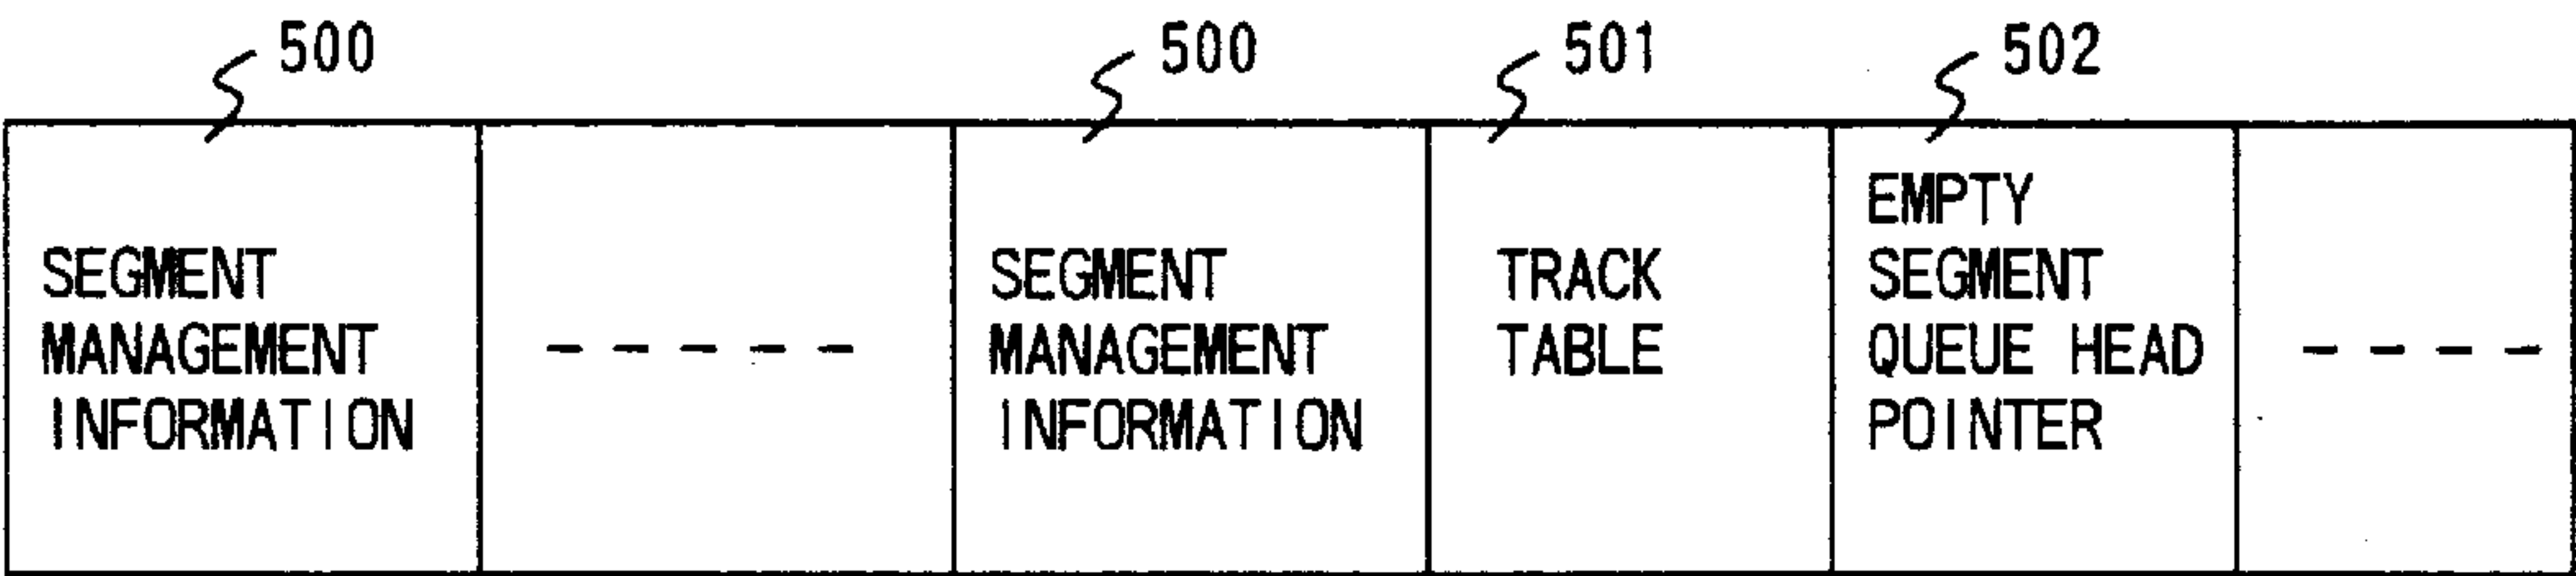 500
500
501
502
SEGMENT
MANAGEMENT
INFORMATION
- - - - -
SEGMENT
MANAGEMENT
INFORMATION
TRACK
TABLE
EMPTY
SEGMENT
QUEUE HEAD
POINTER
- - - -